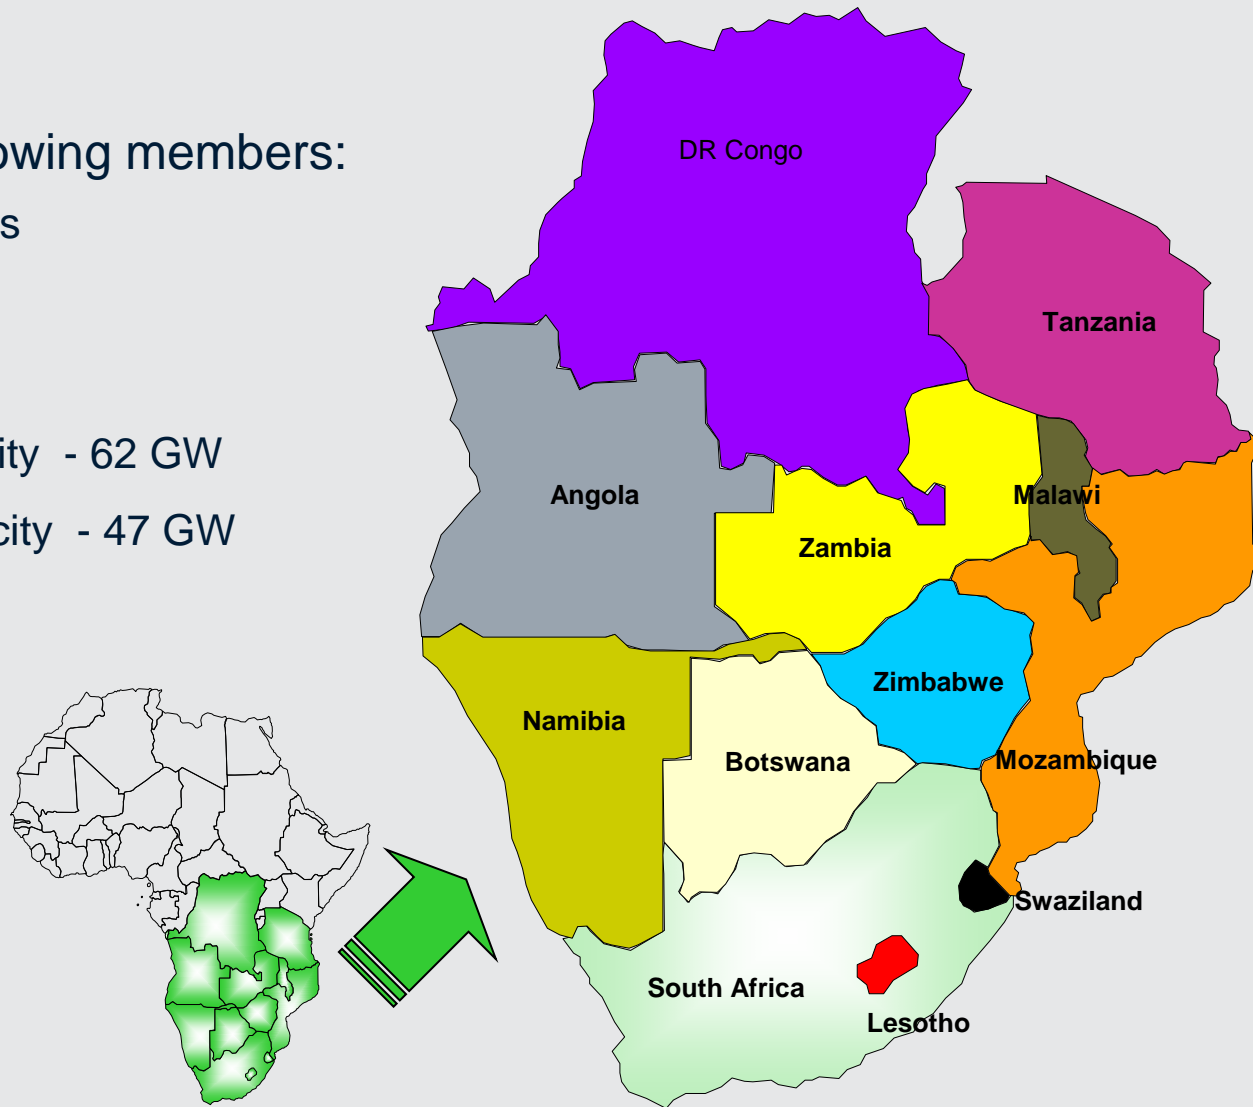 owing members:
s
ity - 62 GW
city - 47 GW
DR Congo
Tanzania
Angola
Malawi
Zambia
Zimbabwe
Namibia
Botswana
Mozambique
Swaziland
South Africa
Lesotho